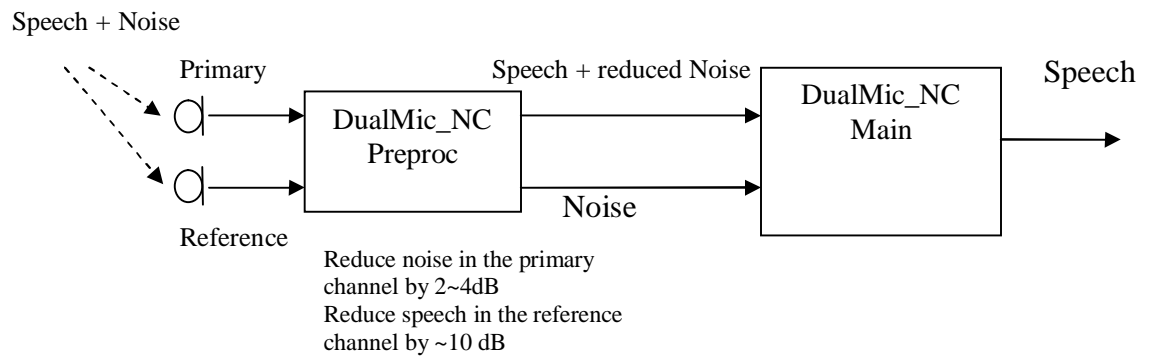 Speech + Noise
Primary
Speech + reduced Noise
Speech
DualMic_NC
Preproc
DualMic_NC
Main
Noise
Reference
Reduce noise in the primary
channel by 2~4dB
Reduce speech in the reference
channel by ~10 dB